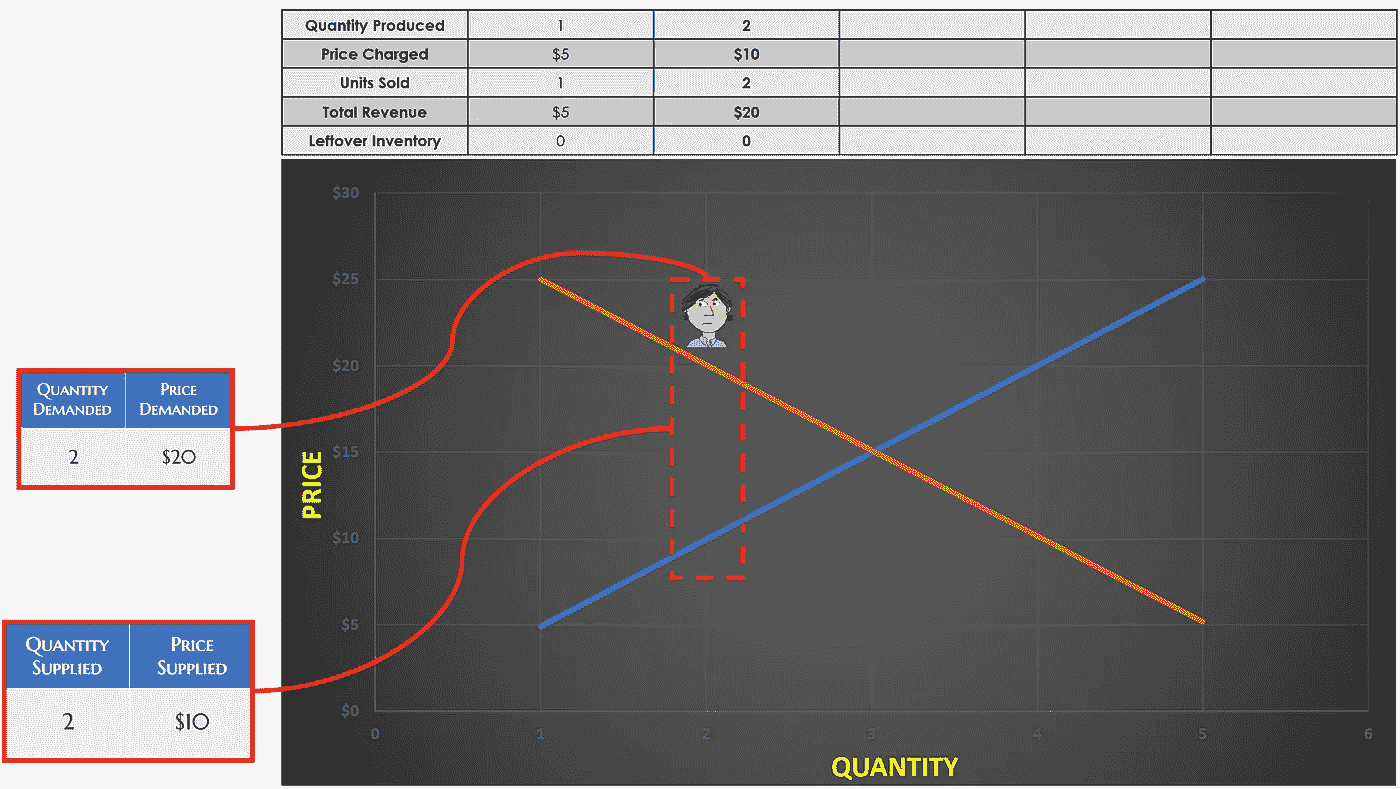 Quantity Produced 1 2
Price Charged $5 $10
Units Sold 1 2
Total Revenue $5 $20
Leftover Inventory 0 0
$30
$25
$20
$15
$10
$5
$0
PRICE
0 1 2 3 4 5 6
QUANTITY
QUANTITY DEMANDED PRICE DEMANDED
2 $20
QUANTITY SUPPLIED PRICE SUPPLIED
2 $10